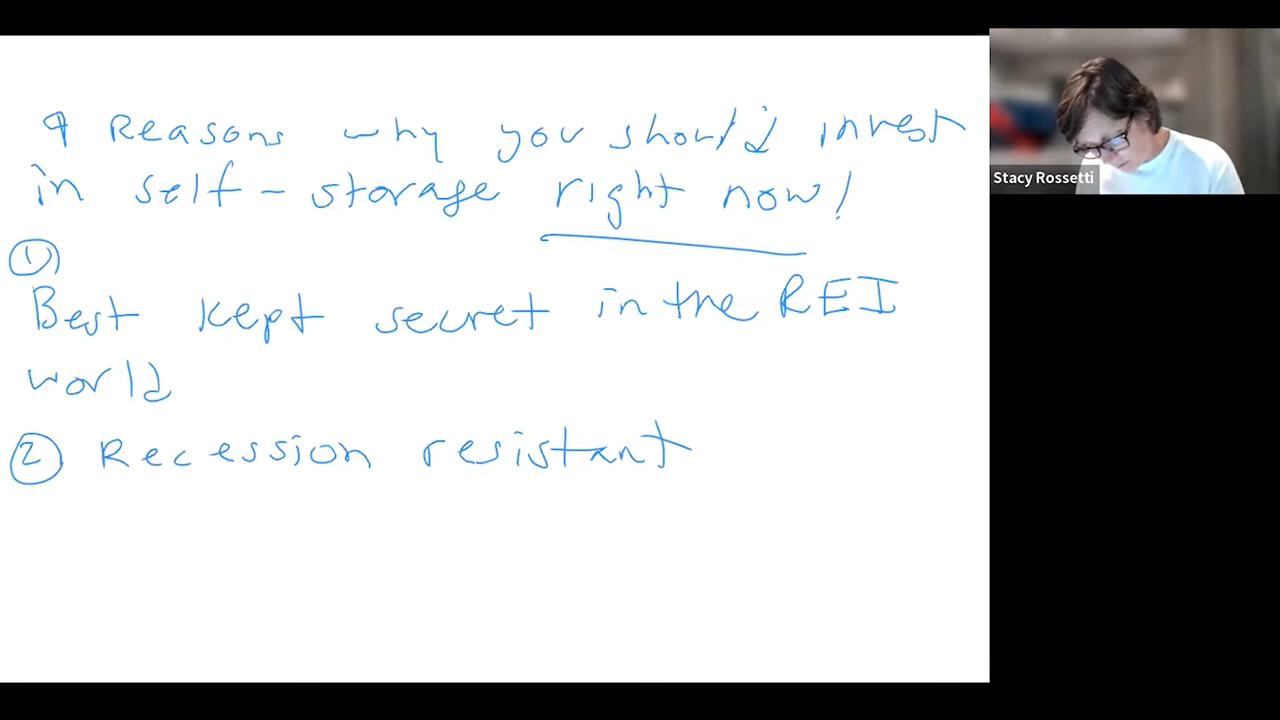 9 Reasons why you should invest
in self-storage right now!
①
Best kept secret in the REI
world
② Recession resistant
Stacy Rossetti